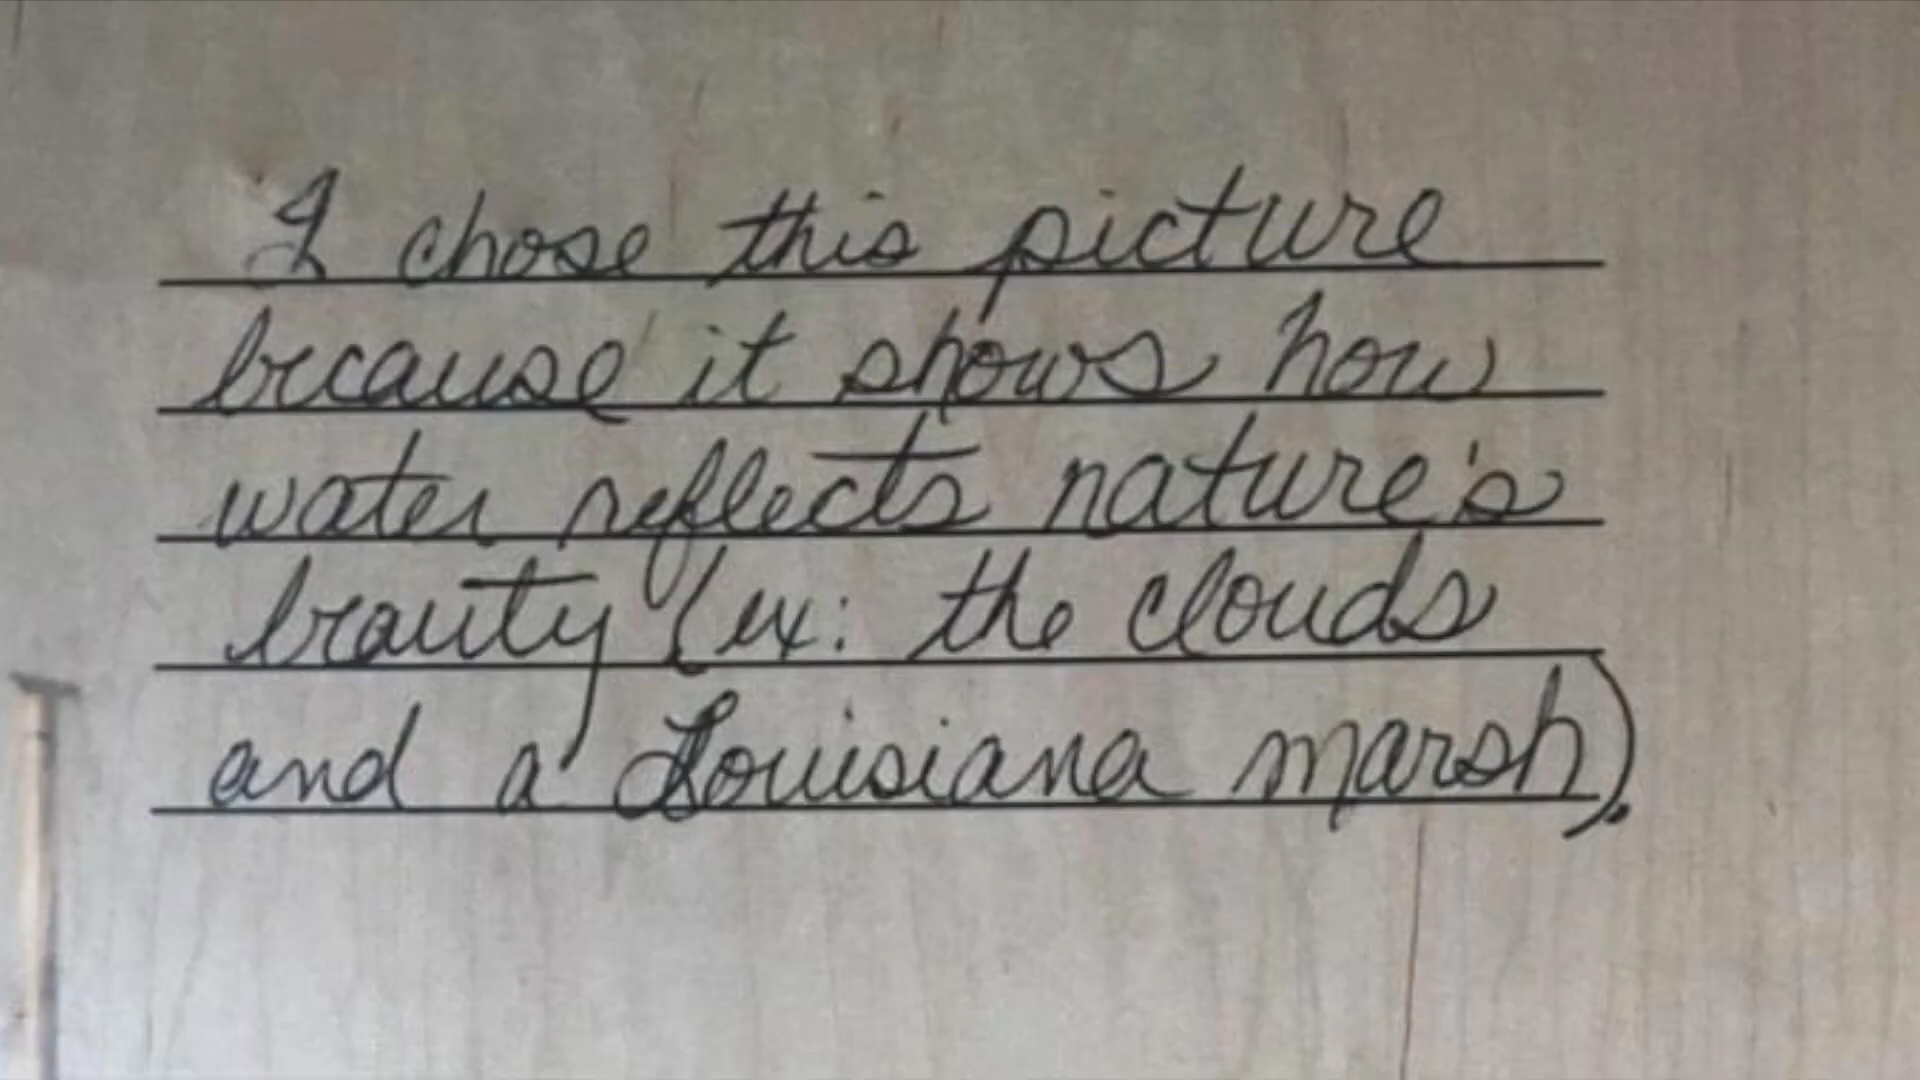 I chose this picture
because it shows how
water reflects nature's
beauty (ex: the clouds
and a Louisiana marsh).